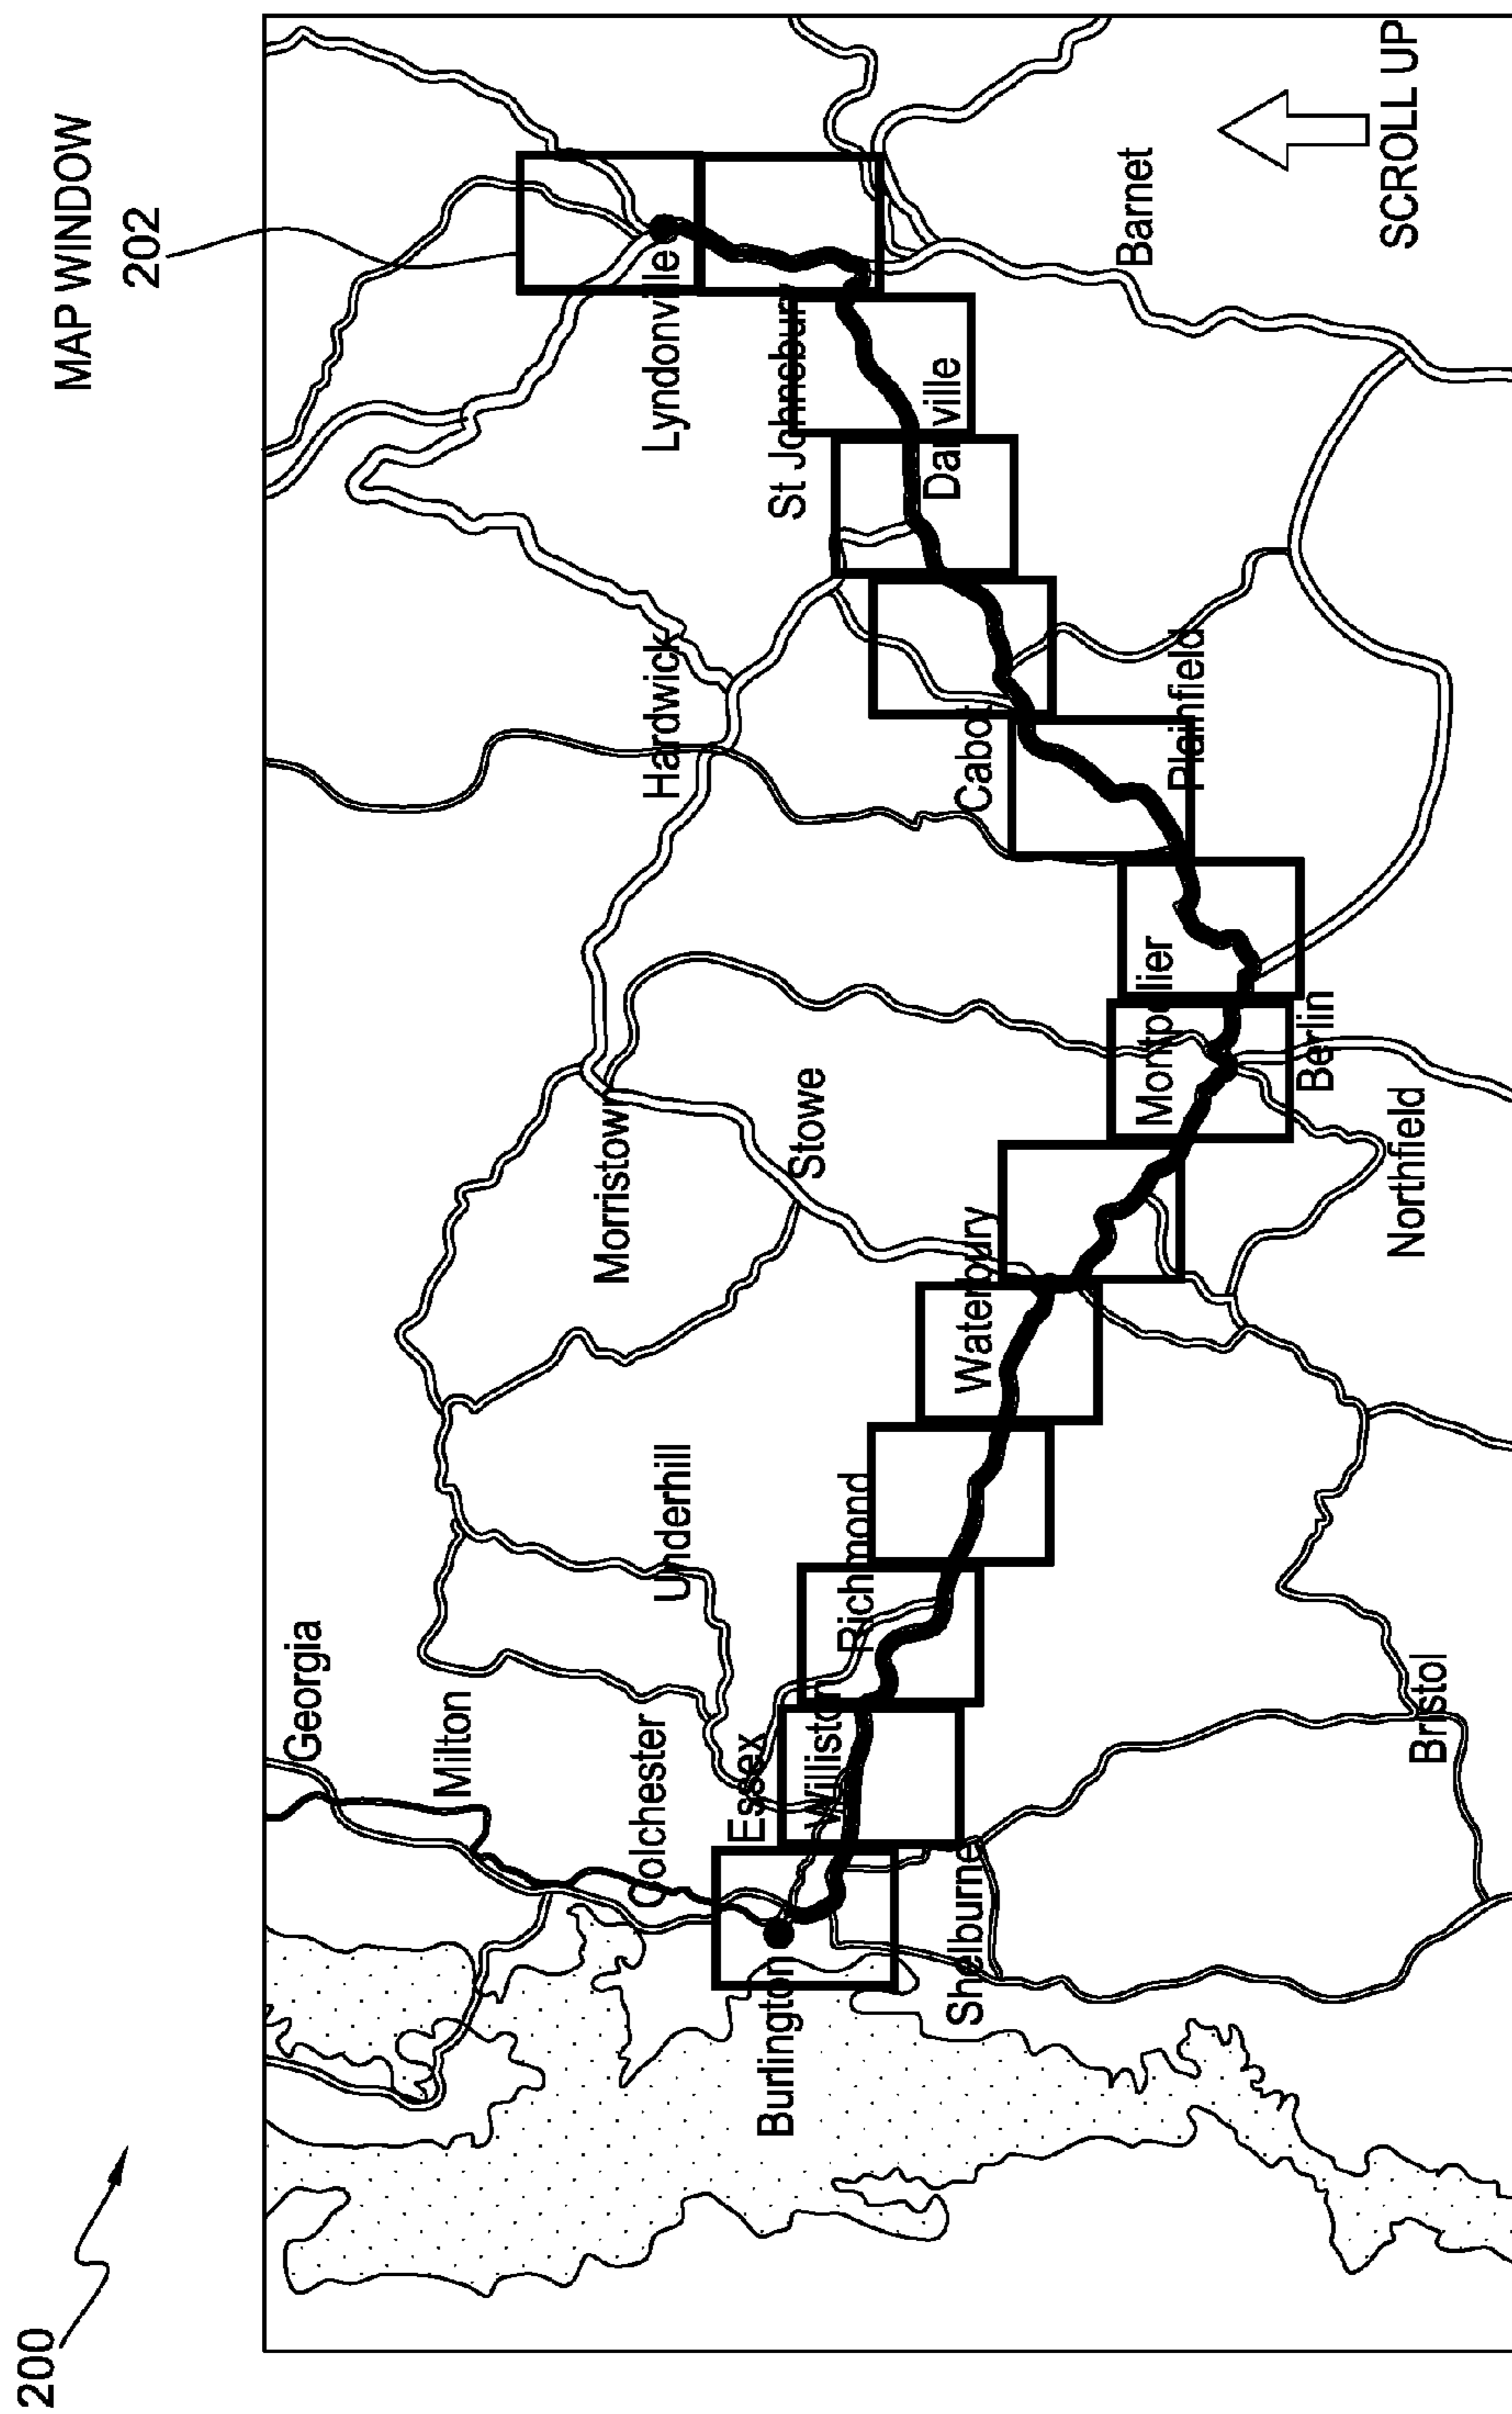 200
MAP WINDOW
202
Georgia
Milton
Colchester
Essex
Underhill
Morristown
Hardwick
Lyndonville
St Johnsbury
Burlington
Williston
Richmond
Stowe
Shelburne
Waterbury
Cabot
Danville
Montpelier
Plainfield
Barnet
Berlin
Northfield
Bristol
SCROLL UP